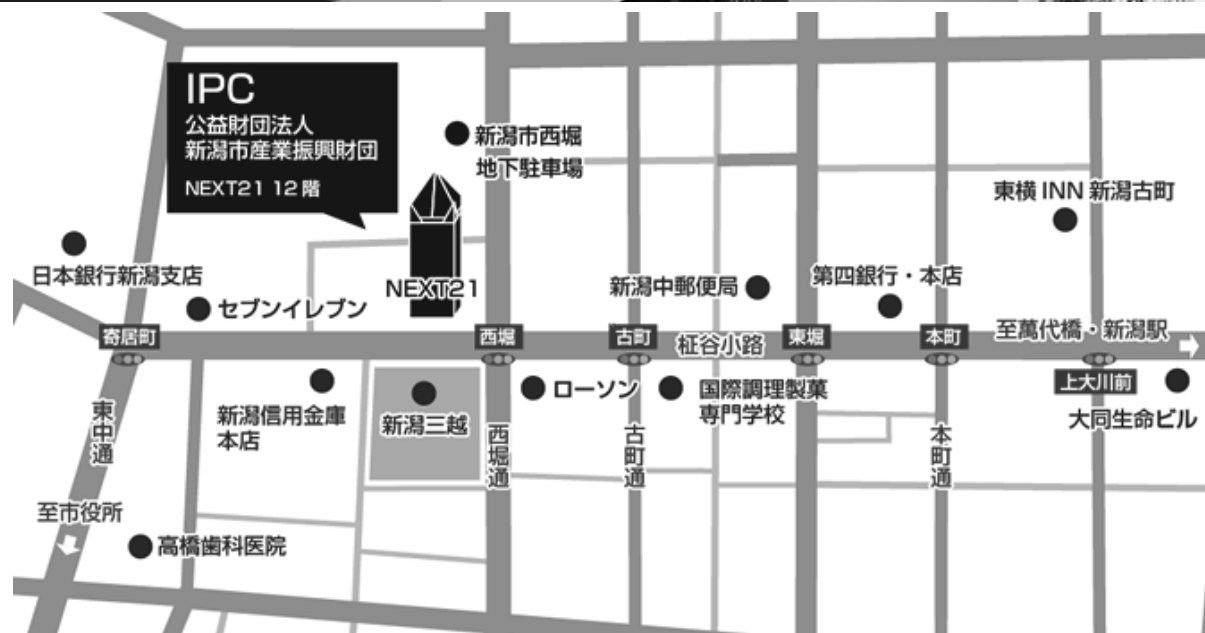 IPC
公益財団法人
新潟市産業振興財団
NEXT21 12階
新潟市西堀
地下駐車場
東横 INN 新潟古町
日本銀行新潟支店
セブンイレブン
NEXT21
新潟中郵便局
第四銀行・本店
寄居町
西堀
古町
柾谷小路
東堀
本町
至萬代橋・新潟駅
上大川前
新潟信用金庫
本店
新潟三越
ローソン
国際調理製菓
専門学校
大同生命ビル
東中通
西堀通
古町通
本町通
至市役所
高橋歯科医院